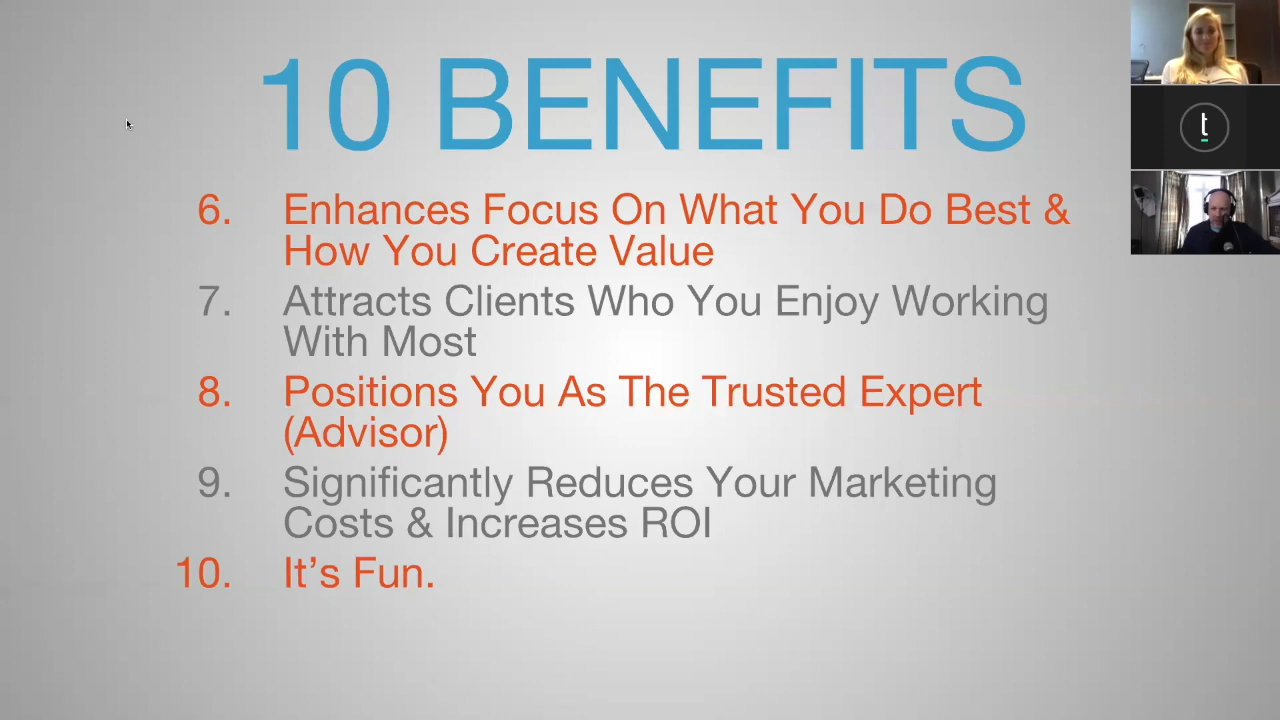 10 BENEFITS
6. Enhances Focus On What You Do Best &
How You Create Value
7. Attracts Clients Who You Enjoy Working
With Most
8. Positions You As The Trusted Expert
(Advisor)
9. Significantly Reduces Your Marketing
Costs & Increases ROI
10. It’s Fun.
t